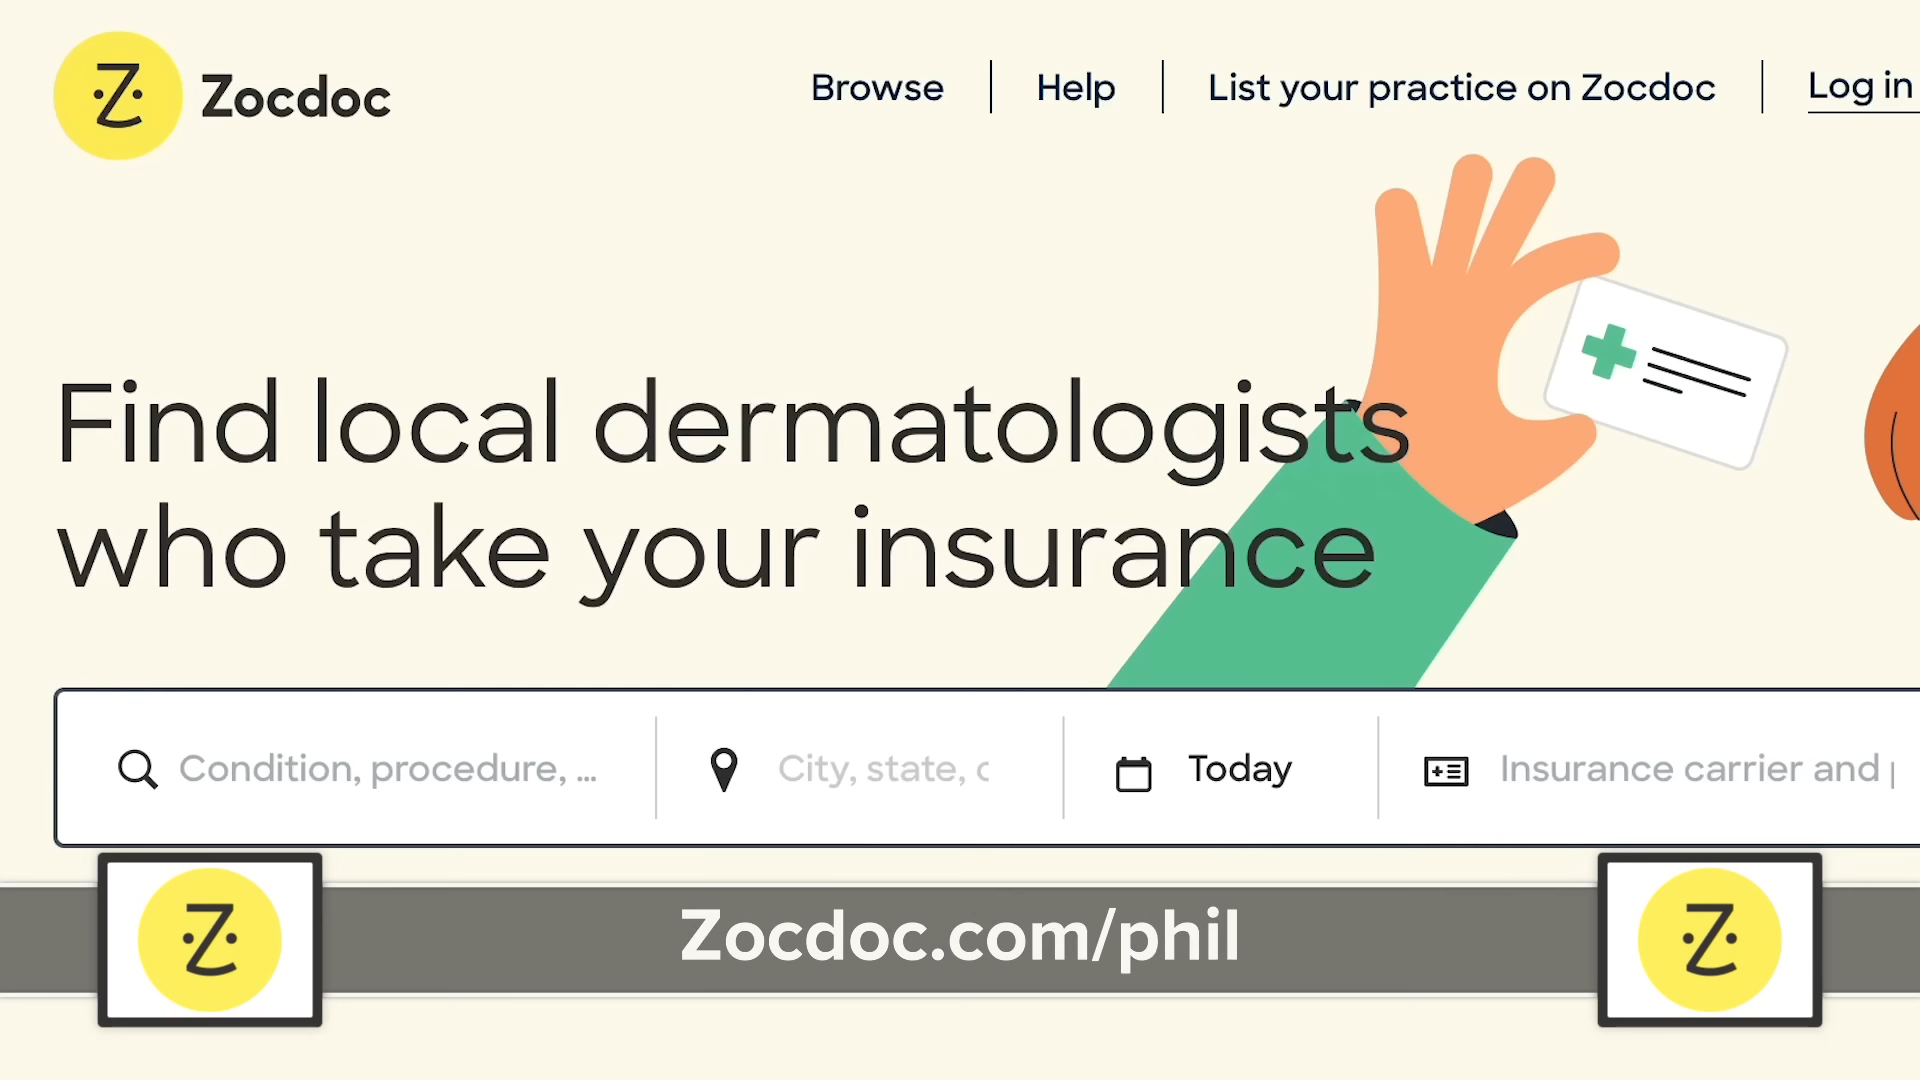 Zocdoc
Browse
Help
List your practice on Zocdoc
Log in
Find local dermatologists
who take your insurance
Condition, procedure, ...
City, state,
Today
Insurance carrier and
Zocdoc.com/phil